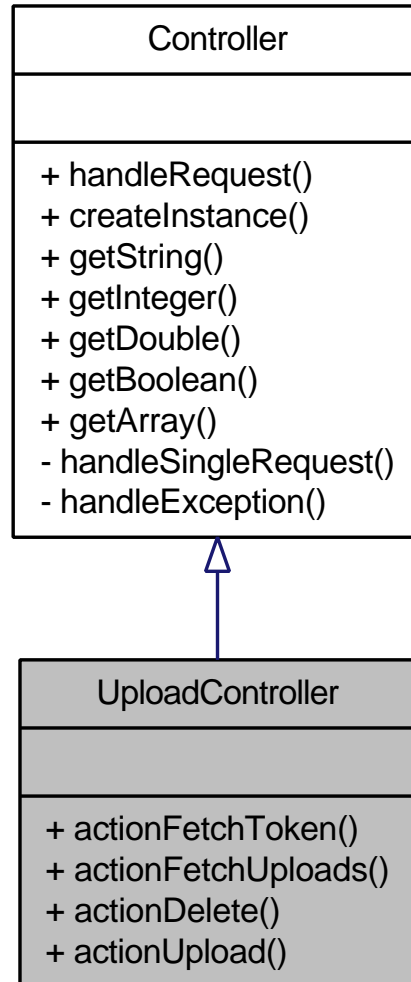 Controller
+ handleRequest()
+ createInstance()
+ getString()
+ getInteger()
+ getDouble()
+ getBoolean()
+ getArray()
- handleSingleRequest()
- handleException()
UploadController
+ actionFetchToken()
+ actionFetchUploads()
+ actionDelete()
+ actionUpload()